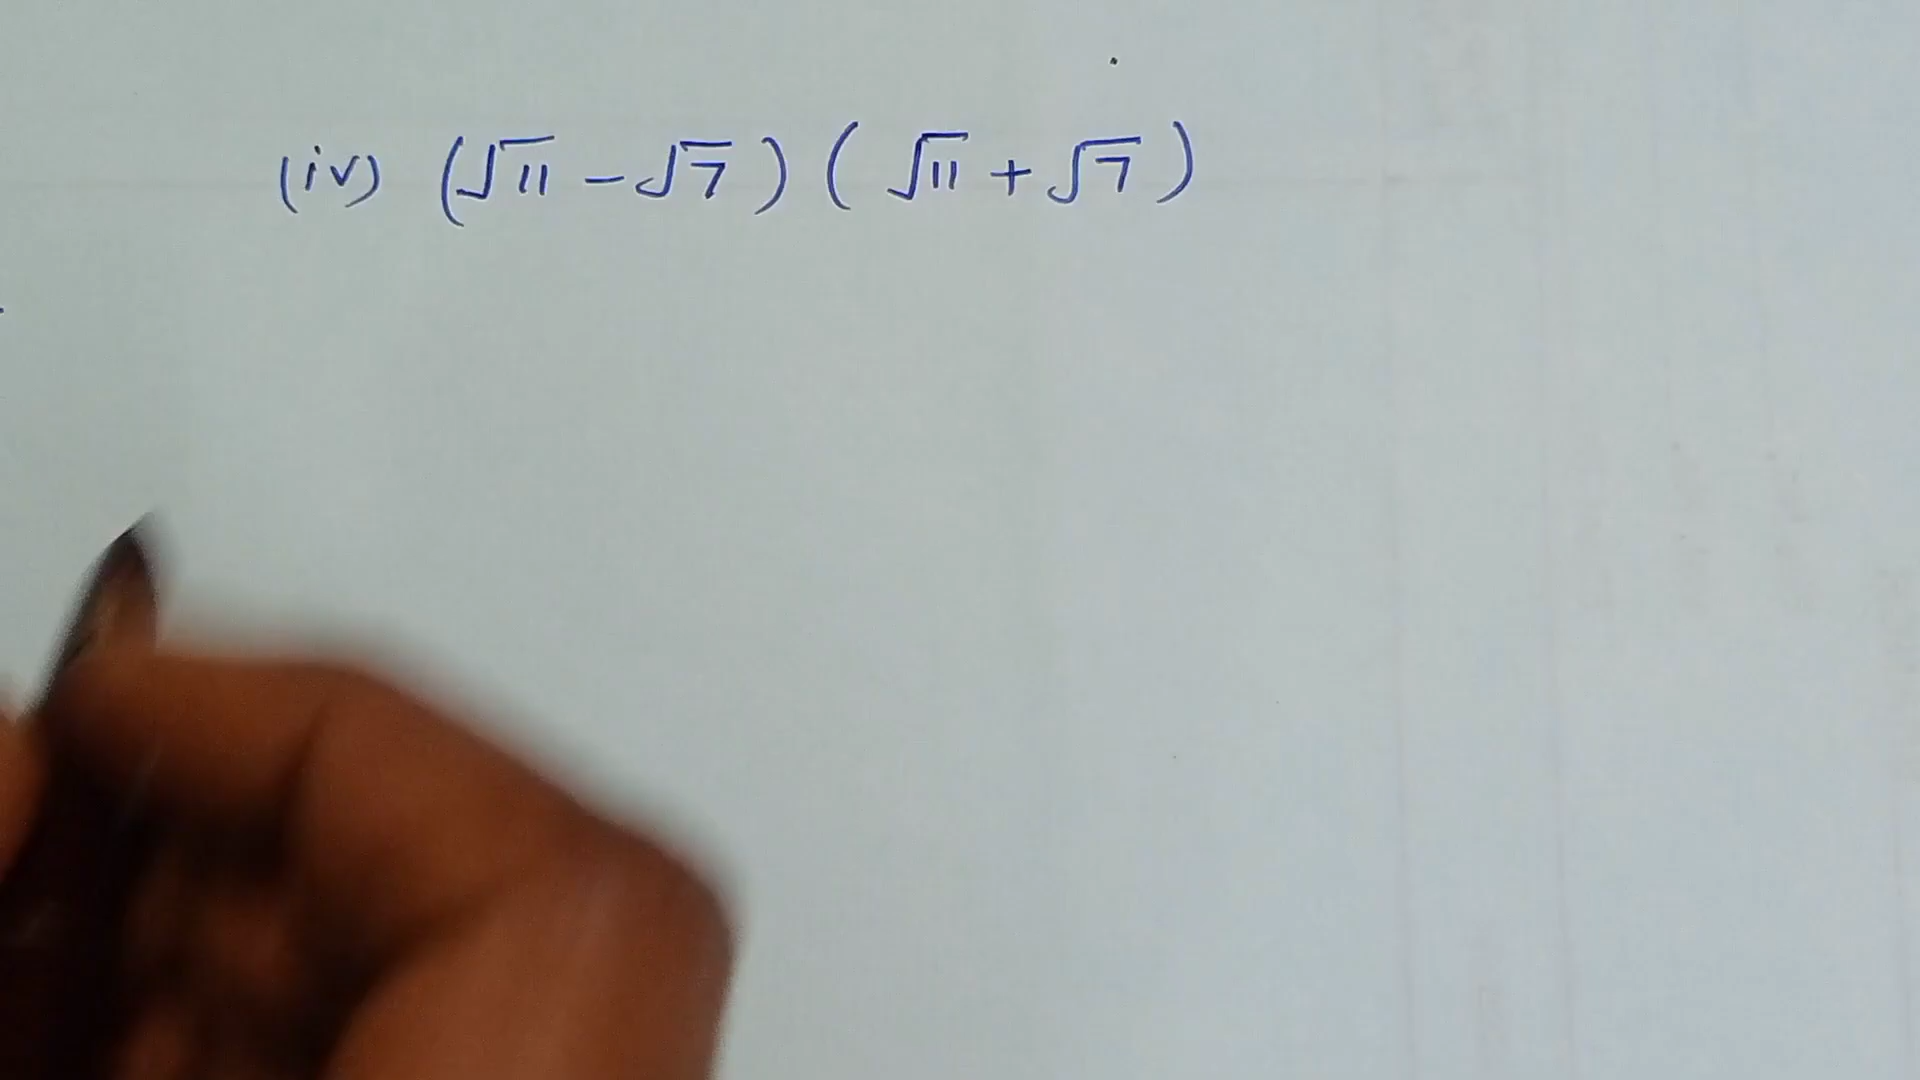 (iv) (√11 - √7) (√11 + √7)